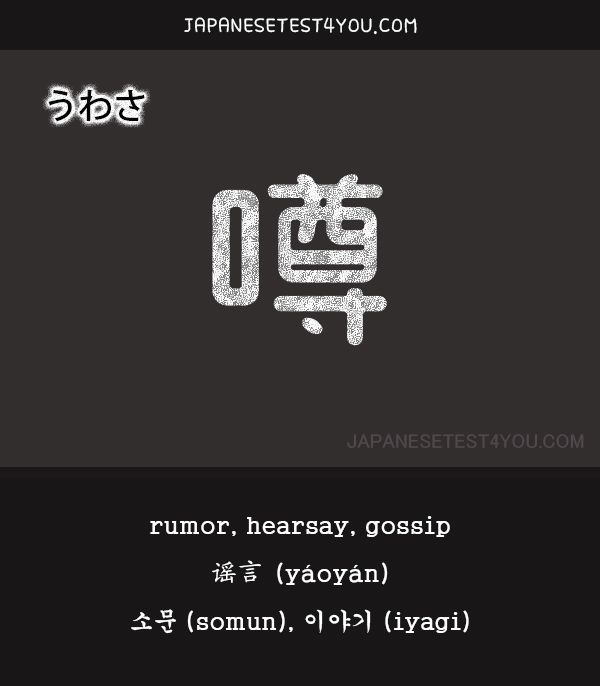 JAPANESETEST4YOU.COM
うわさ
噂
JAPANESETEST4YOU.COM
rumor, hearsay, gossip
谣言 (yáoyán)
소문 (somun), 이야기 (iyagi)